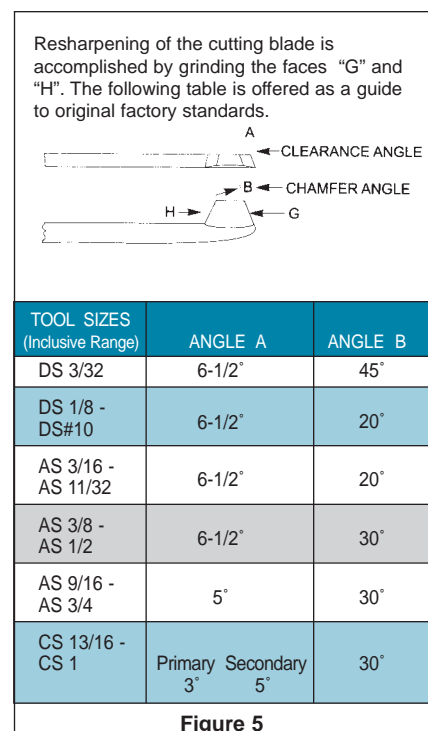 Resharpening of the cutting blade is
accomplished by grinding the faces “G” and
“H”. The following table is offered as a guide
to original factory standards.
A
CLEARANCE ANGLE
B CHAMFER ANGLE
H G
TOOL SIZES
(Inclusive Range) ANGLE A ANGLE B
DS 3/32 6-1/2˚ 45˚
DS 1/8 -
DS#10 6-1/2˚ 20˚
AS 3/16 -
AS 11/32 6-1/2˚ 20˚
AS 3/8 -
AS 1/2 6-1/2˚ 30˚
AS 9/16 -
AS 3/4 5˚ 30˚
CS 13/16 -
CS 1 Primary Secondary 30˚
3˚ 5˚
Figure 5